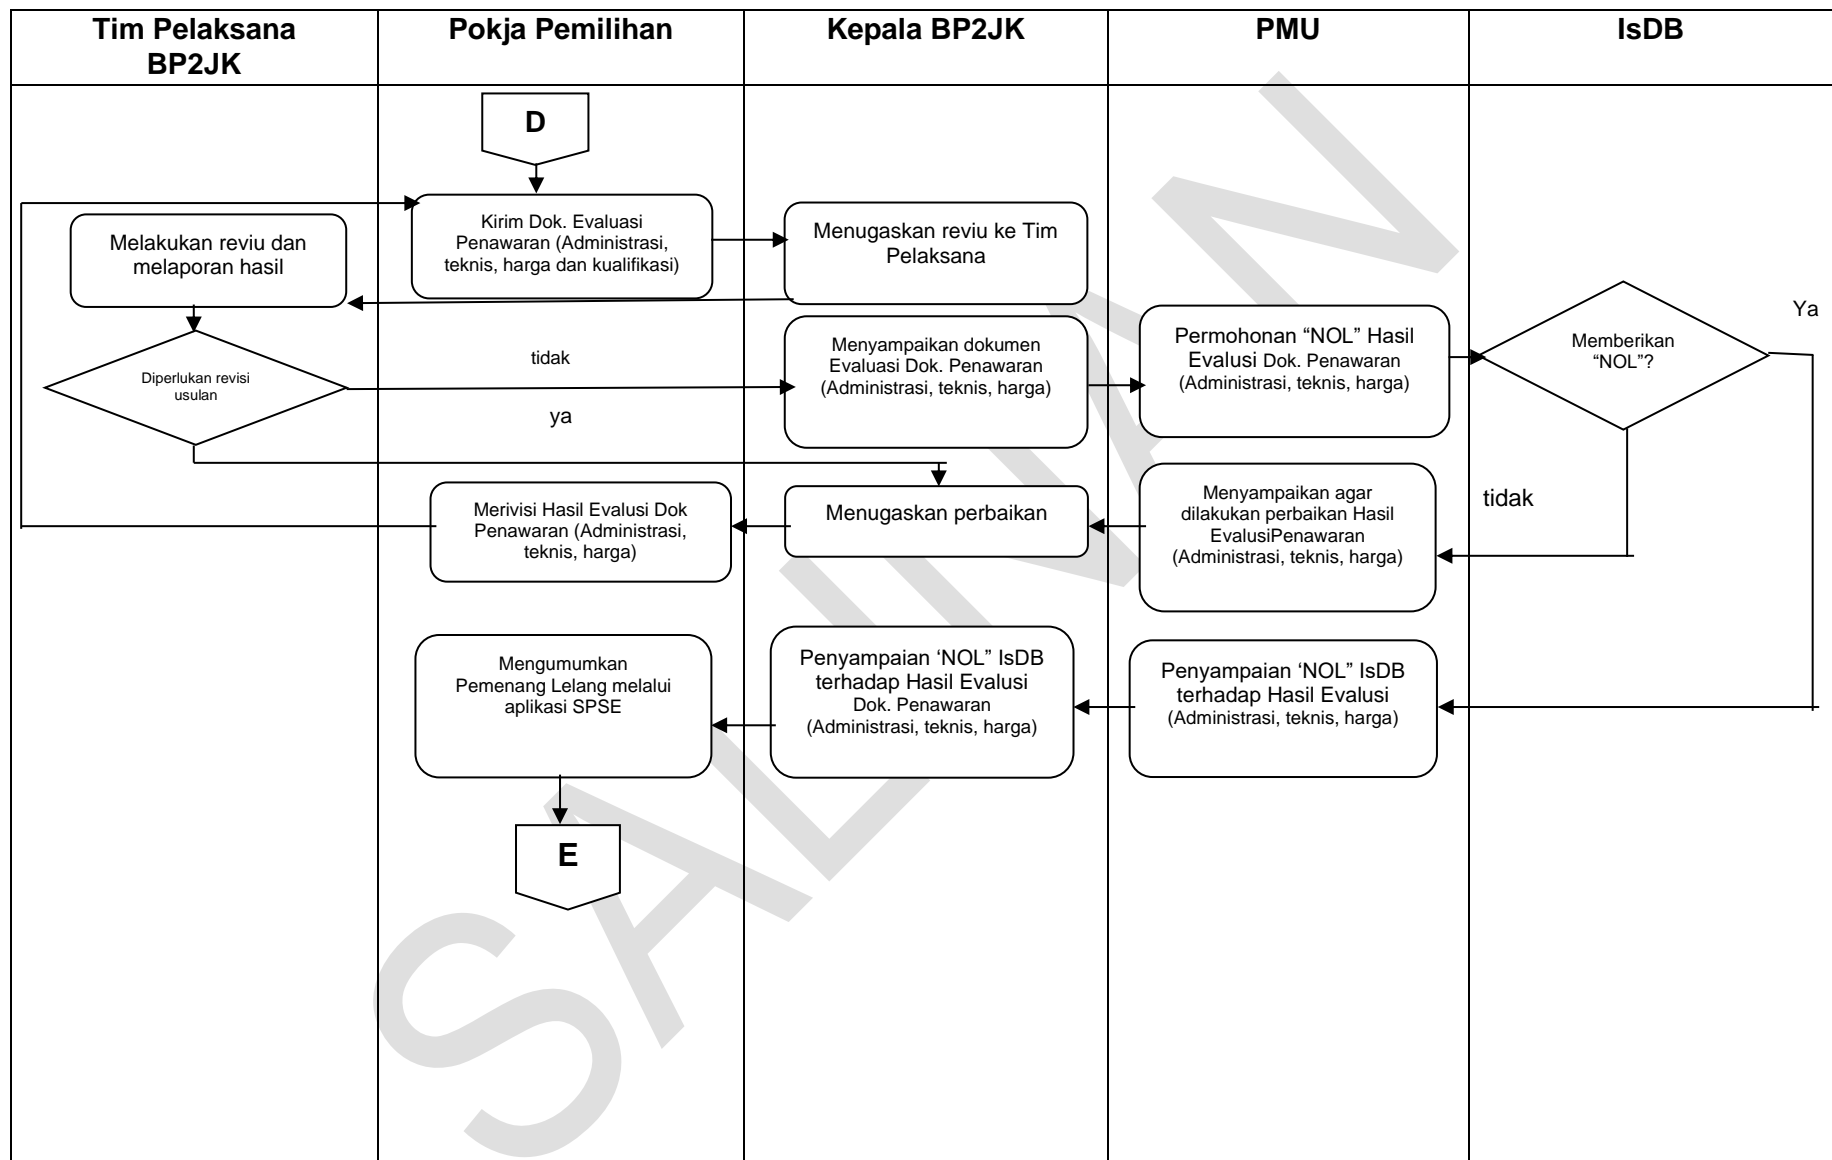 Tim Pelaksana
BP2JK
Pokja Pemilihan
Kepala BP2JK
PMU
IsDB
D
Kirim Dok. Evaluasi
Penawaran (Administrasi,
teknis, harga dan kualifikasi)
Menugaskan reviu ke Tim
Pelaksana
Melakukan reviu dan
melaporan hasil
Diperlukan revisi
usulan
tidak
ya
Menyampaikan dokumen
Evaluasi Dok. Penawaran
(Administrasi, teknis, harga)
Permohonan “NOL” Hasil
Evalusi Dok. Penawaran
(Administrasi, teknis, harga)
Memberikan
“NOL”?
Ya
tidak
Merivisi Hasil Evalusi Dok
Penawaran (Administrasi,
teknis, harga)
Menugaskan perbaikan
Menyampaikan agar
dilakukan perbaikan Hasil
EvalusiPenawaran
(Administrasi, teknis, harga)
Mengumumkan
Pemenang Lelang melalui
aplikasi SPSE
Penyampaian ‘NOL” IsDB
terhadap Hasil Evalusi
Dok. Penawaran
(Administrasi, teknis, harga)
Penyampaian ‘NOL” IsDB
terhadap Hasil Evalusi
(Administrasi, teknis, harga)
E
SALINAN